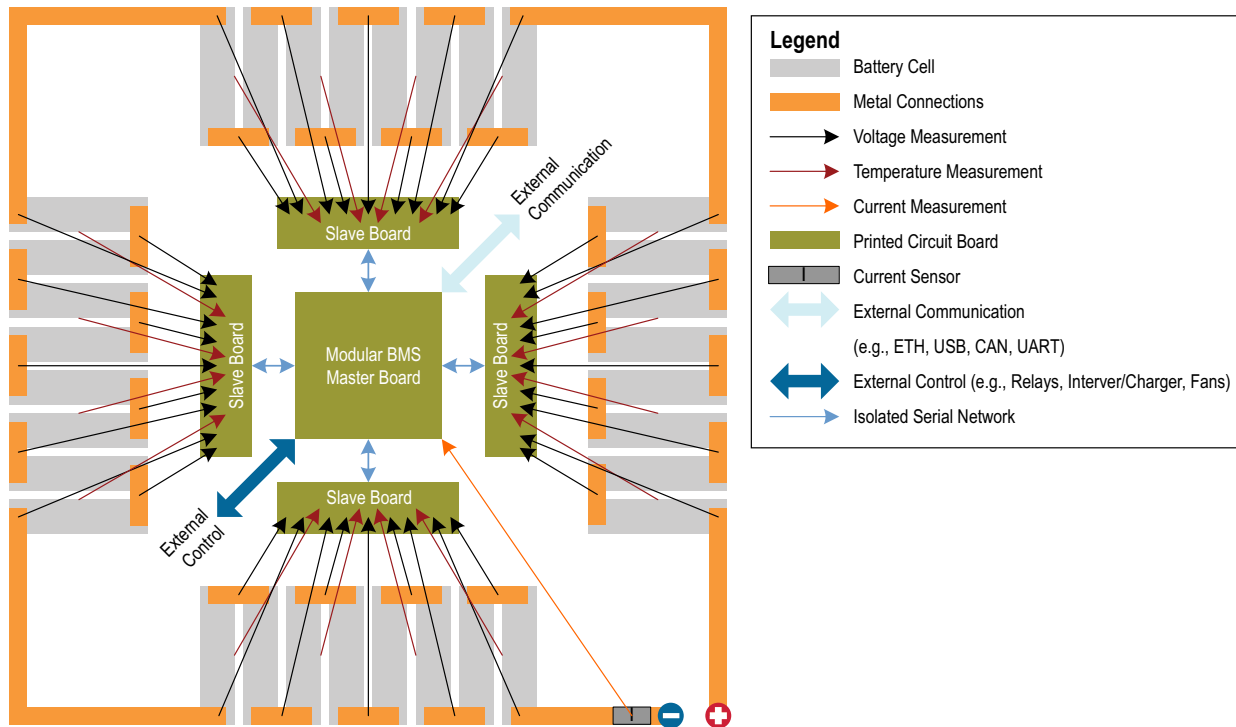 External
Communication
Slave Board
Slave Board
Modular BMS
Master Board
Slave Board
Slave Board
External
Control
Legend
Battery Cell
Metal Connections
Voltage Measurement
Temperature Measurement
Current Measurement
Printed Circuit Board
Current Sensor
External Communication
(e.g., ETH, USB, CAN, UART)
External Control (e.g., Relays, Interver/Charger, Fans)
Isolated Serial Network